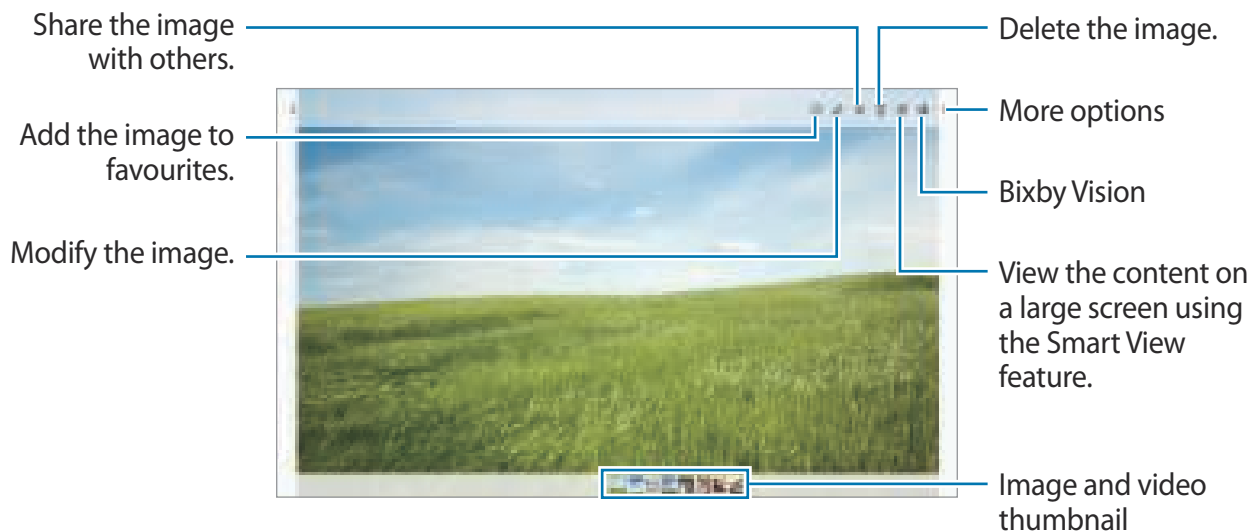 Share the image
with others.
Add the image to
favourites.
Modify the image.
Delete the image.
More options
Bixby Vision
View the content on
a large screen using
the Smart View
feature.
Image and video
thumbnail